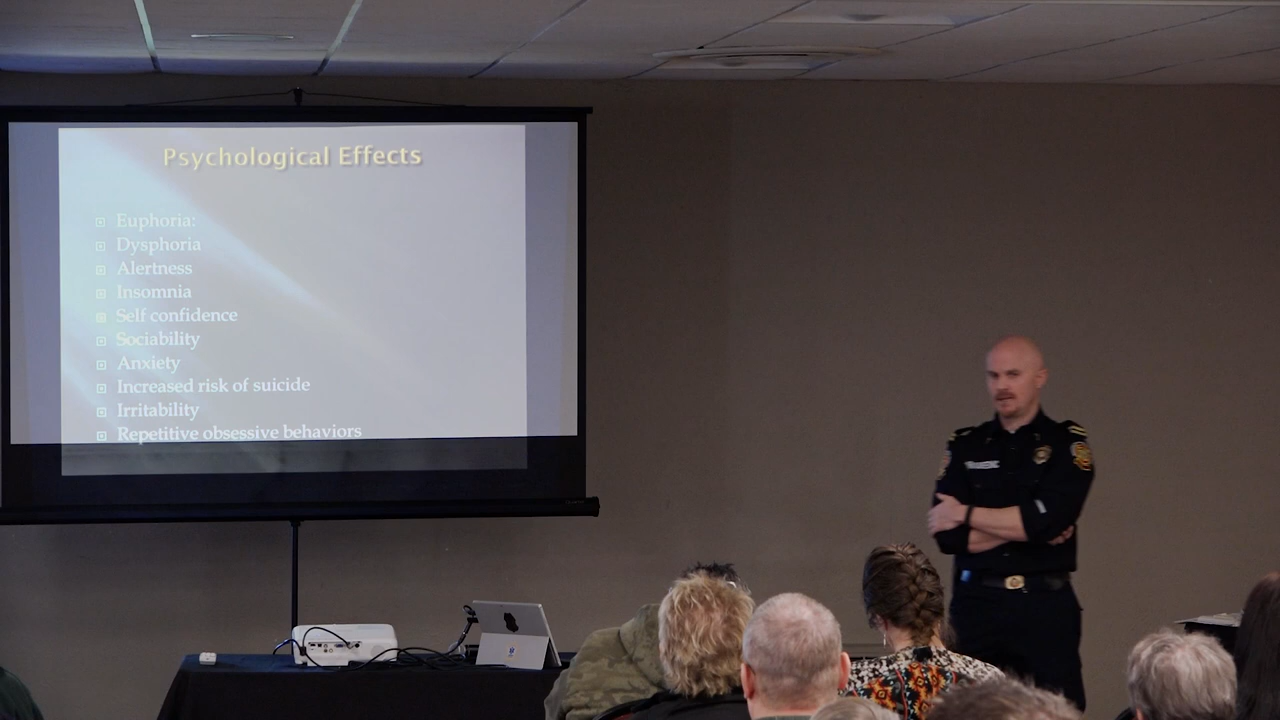 Psychological Effects
Euphoria:
Dysphoria
Alertness
Insomnia
Self confidence
Sociability
Anxiety
Increased risk of suicide
Irritability
Repetitive obsessive behaviors